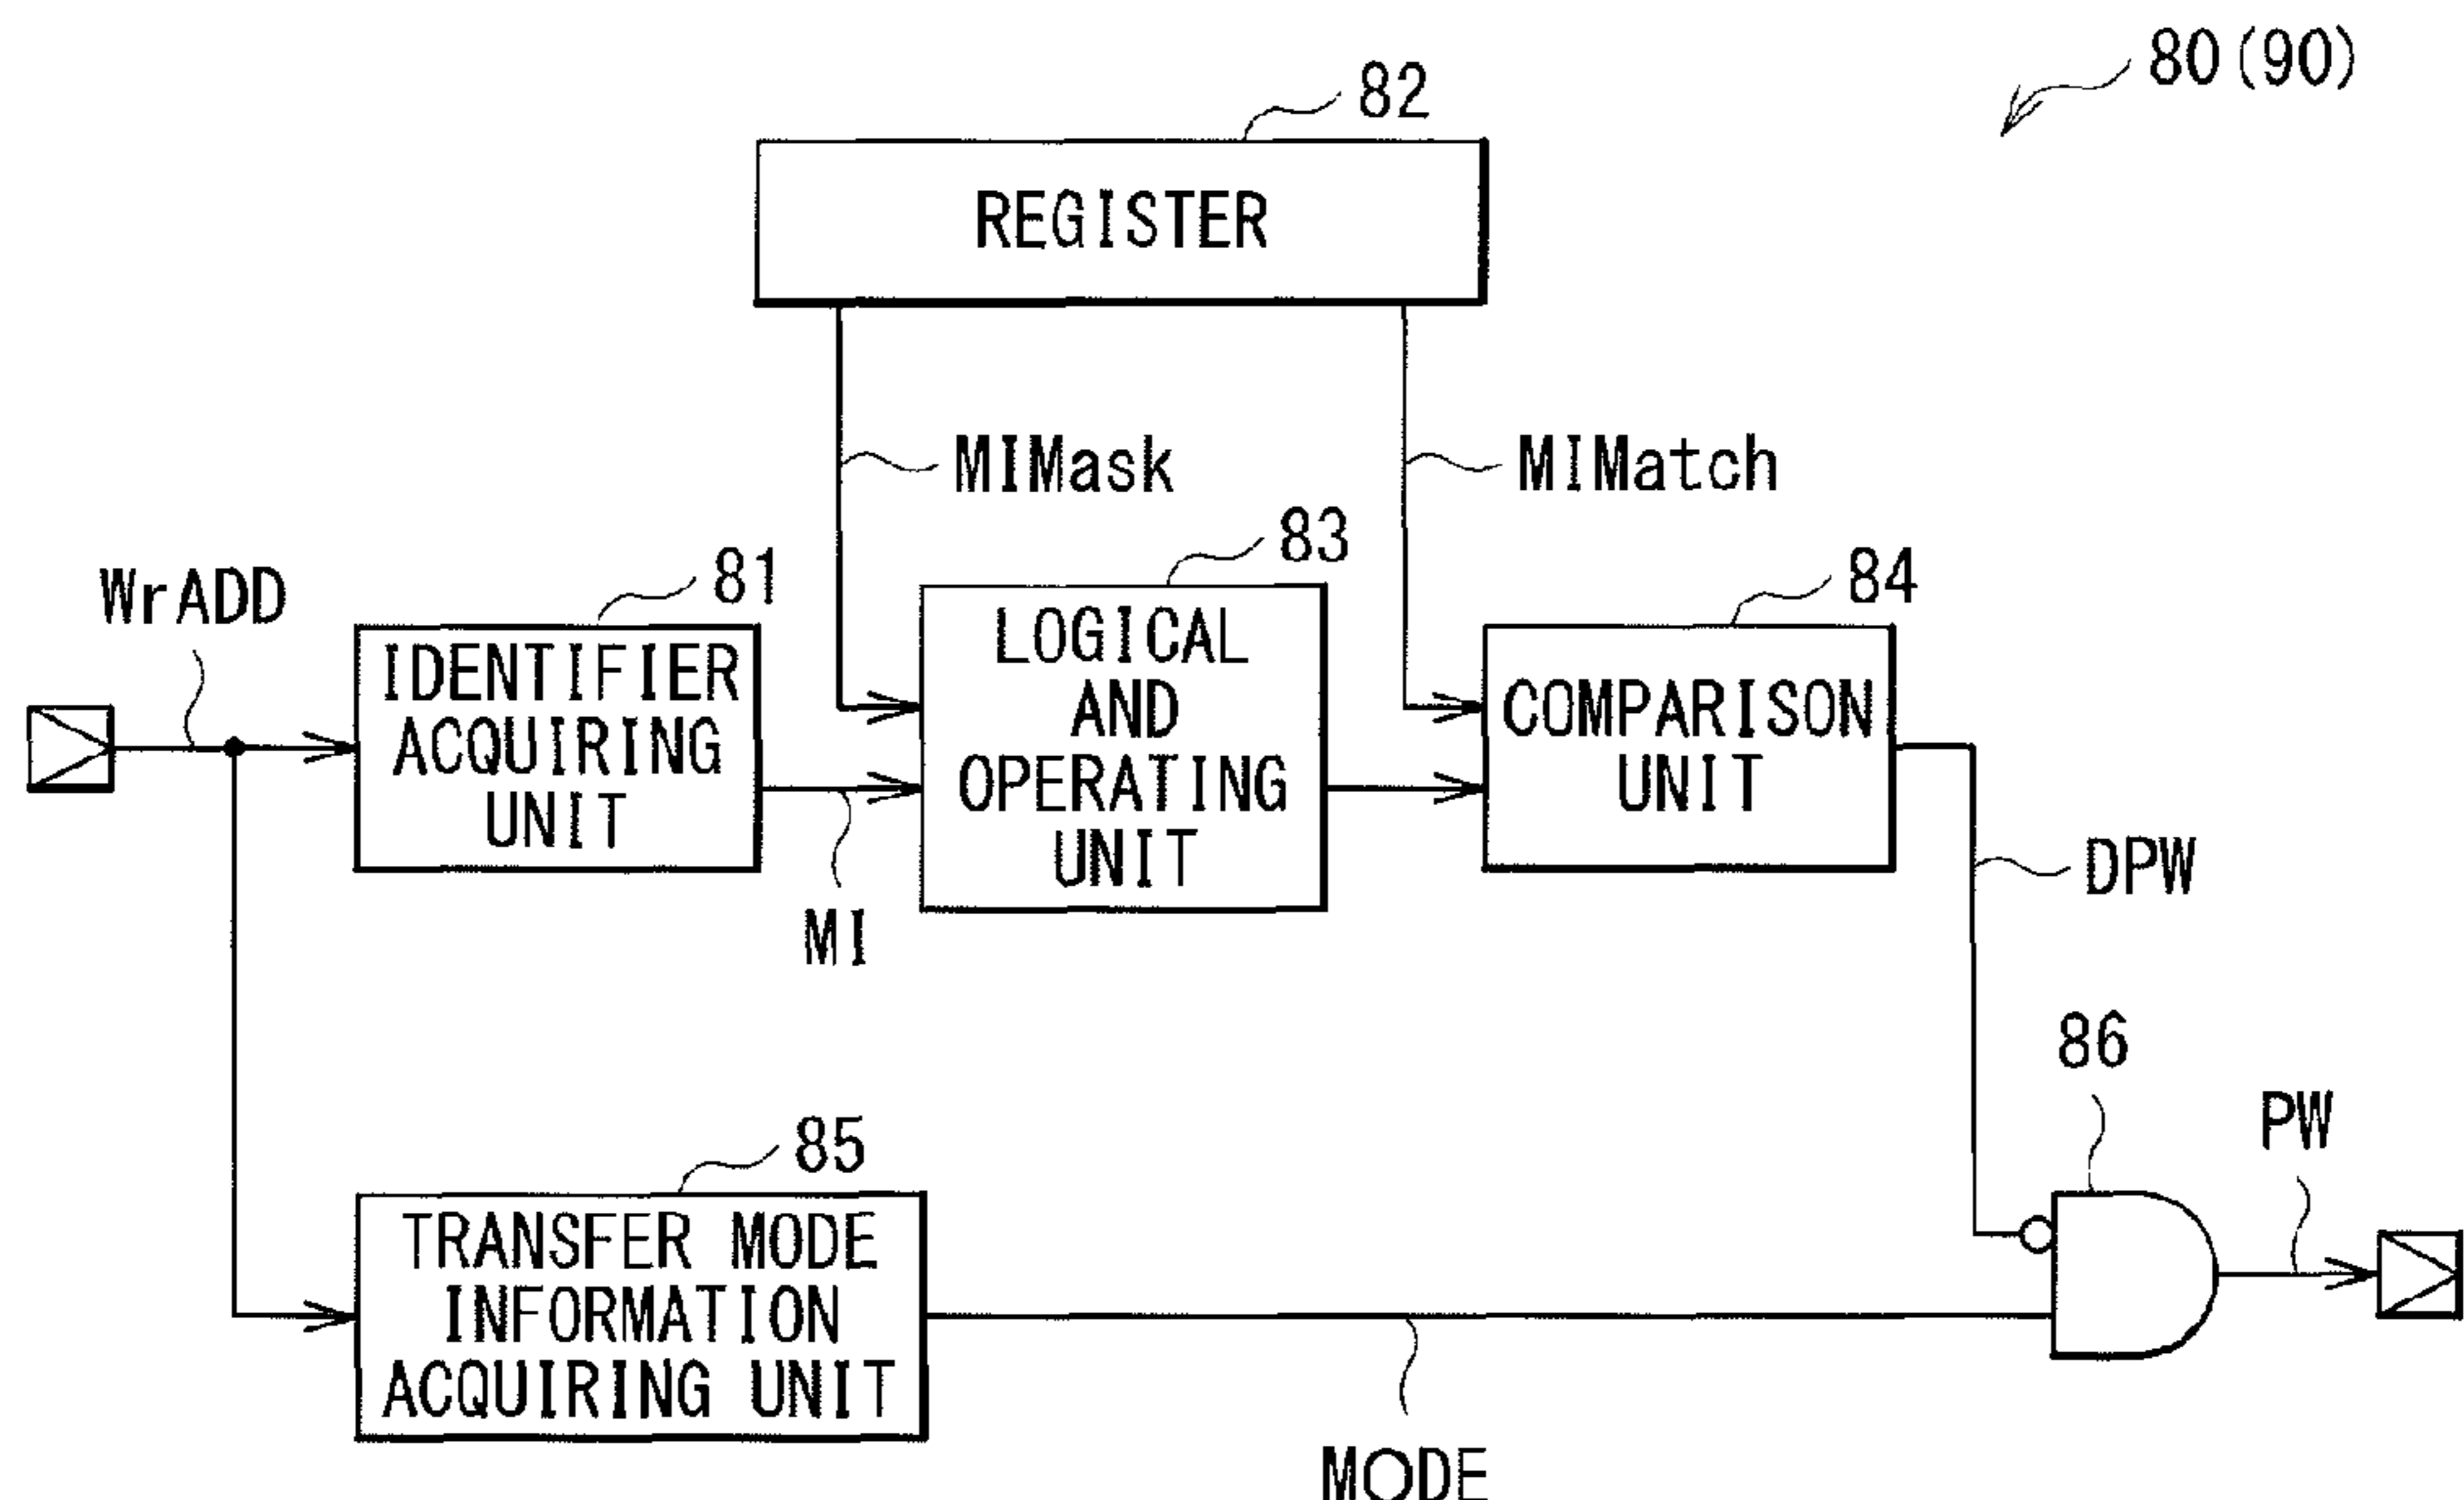 80(90)
82
REGISTER
MIMask
MIMatch
83
WrADD
81
84
IDENTIFIER
ACQUIRING
UNIT
LOGICAL
AND
OPERATING
UNIT
COMPARISON
UNIT
MI
DPW
86
PW
85
TRANSFER MODE
INFORMATION
ACQUIRING UNIT
MODE